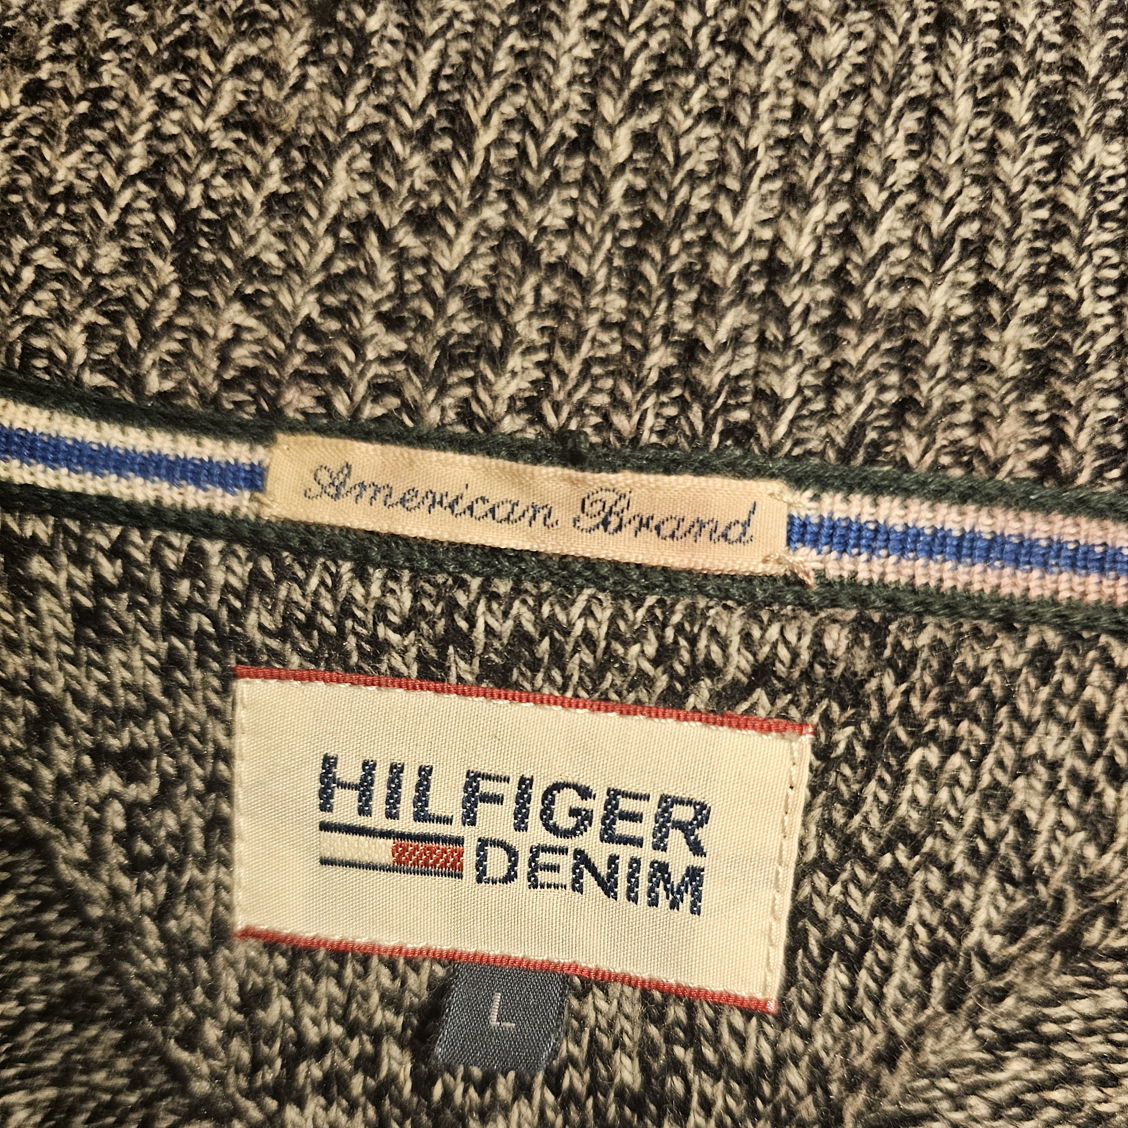 American Brand
HILFIGER
DENIM
L